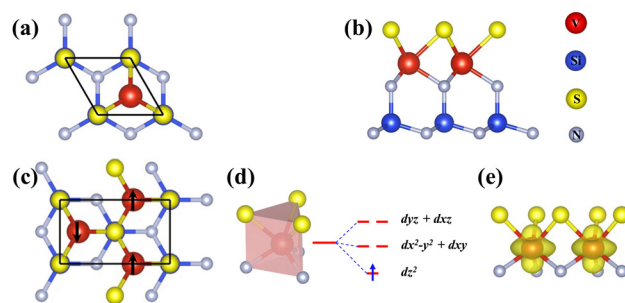 (a)
(b)
V
Si
S
N
(c)
(d)
dyz + dxz
dx²-y² + dxy
dz²
(e)